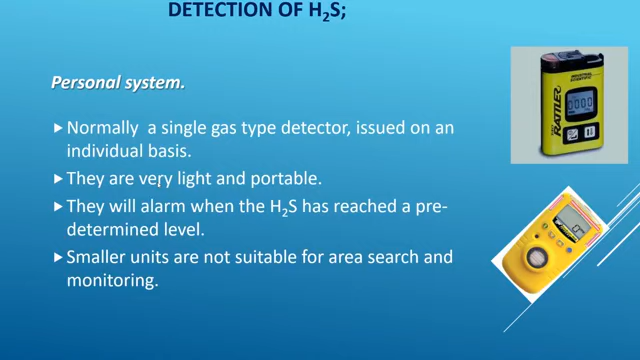 DETECTION OF H₂S;
Personal system.
Normally a single gas type detector, issued on an
individual basis.
They are very light and portable.
They will alarm when the H₂S has reached a pre-
determined level.
Smaller units are not suitable for area search and
monitoring.
INDUSTRIAL
SCIENTIFIC
RATTLER